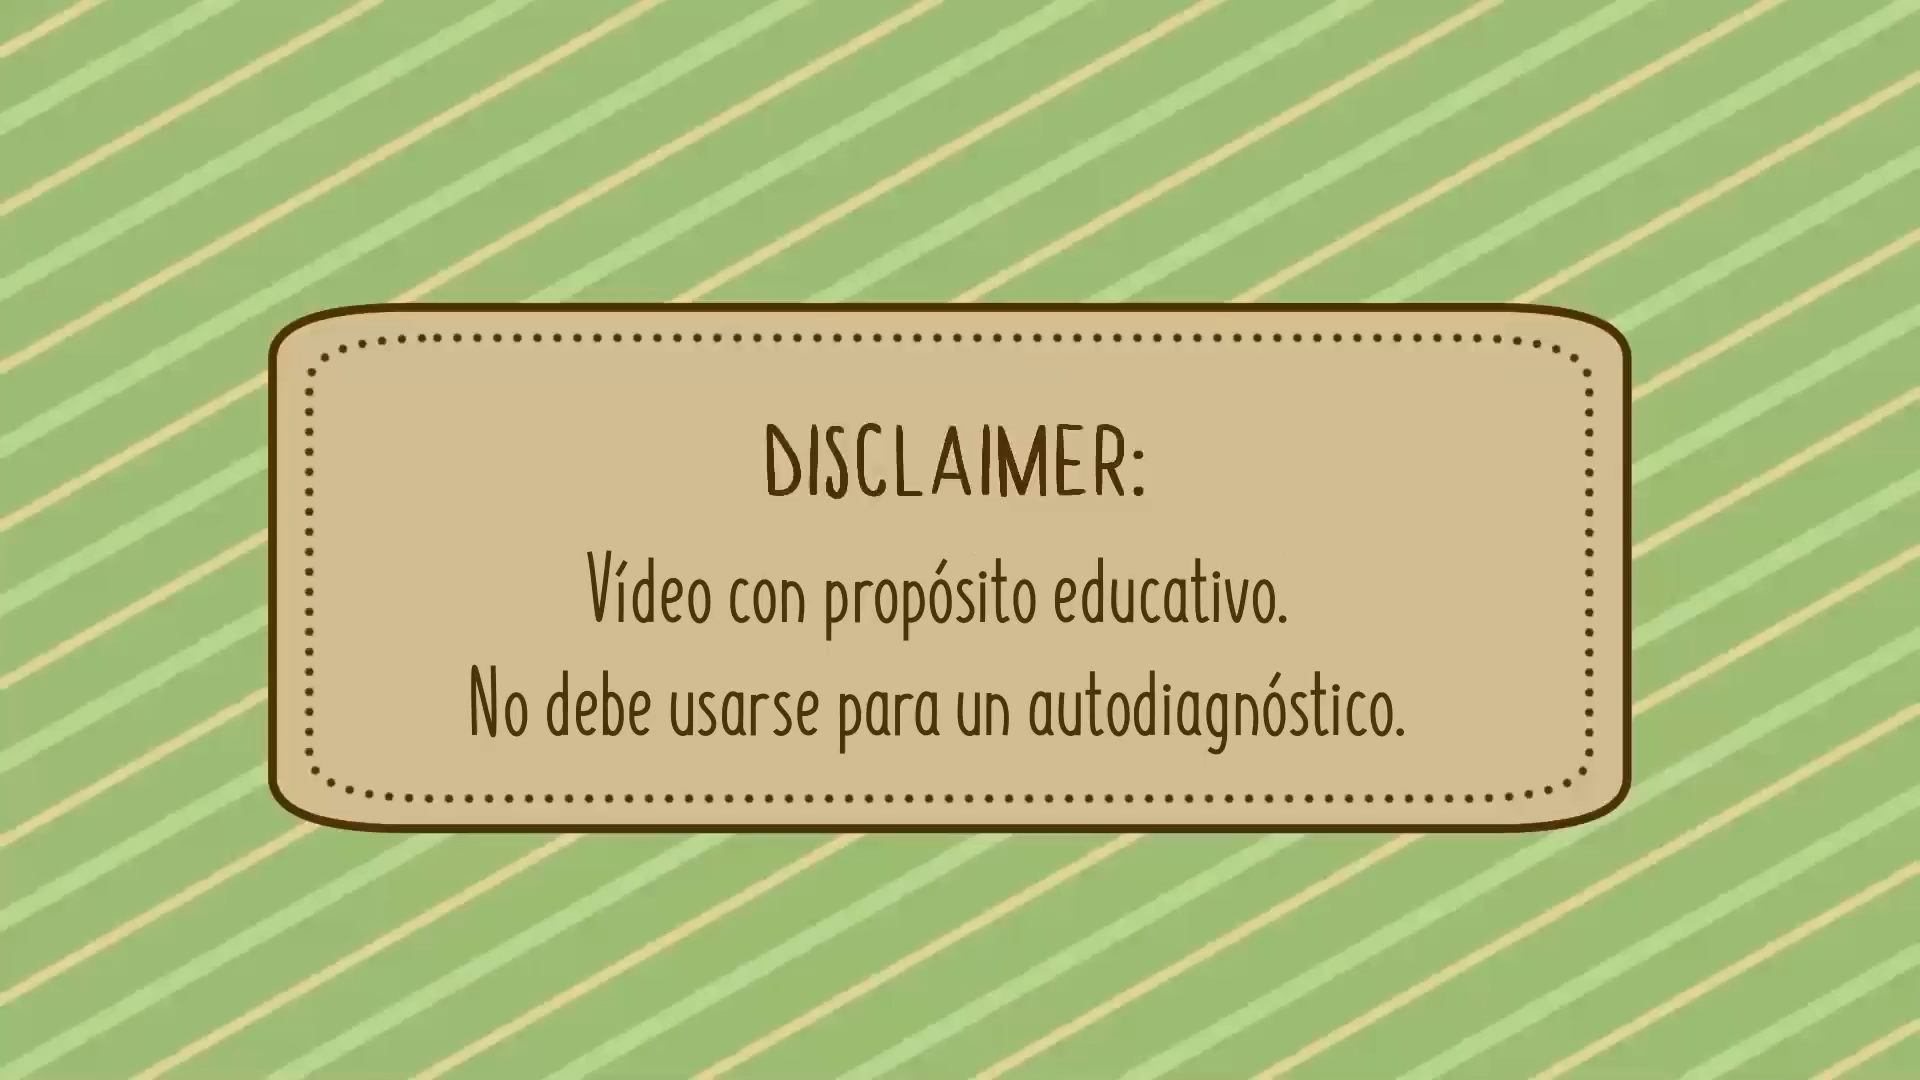 DISCLAIMER:
Vídeo con propósito educativo.
No debe usarse para un autodiagnóstico.